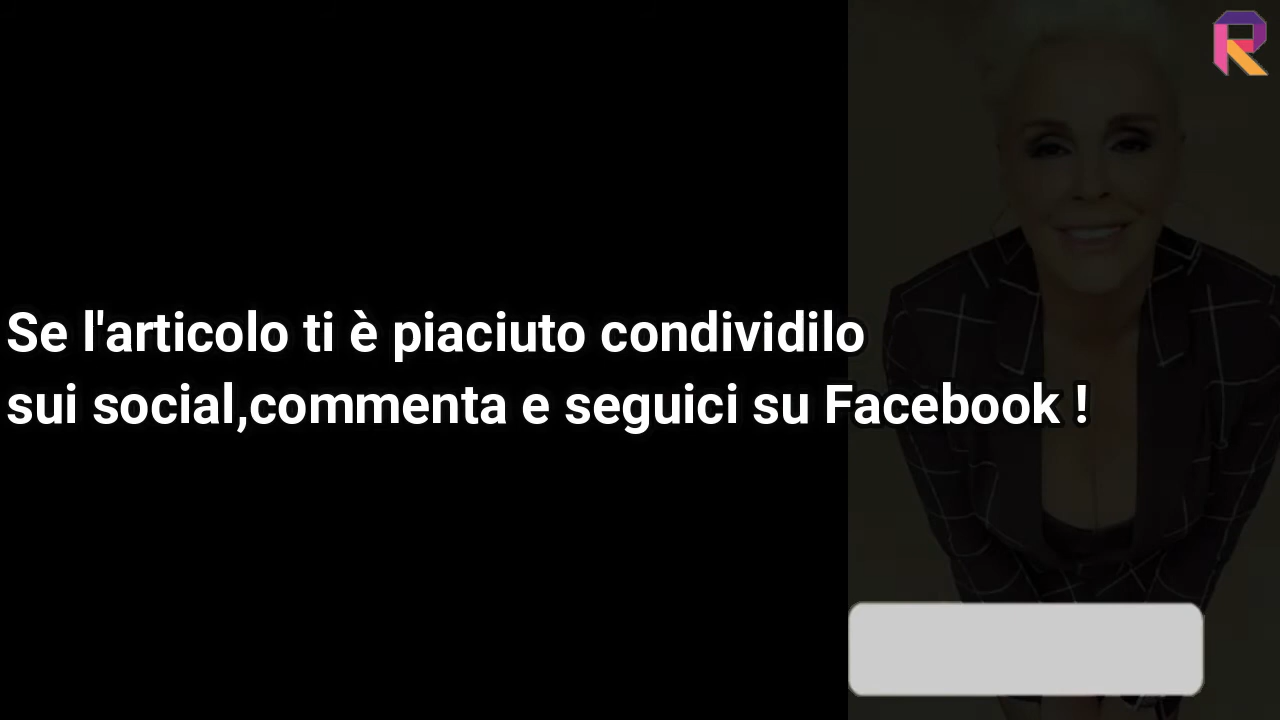 Se l'articolo ti è piaciuto condividilo
sui social,commenta e seguici su Facebook !